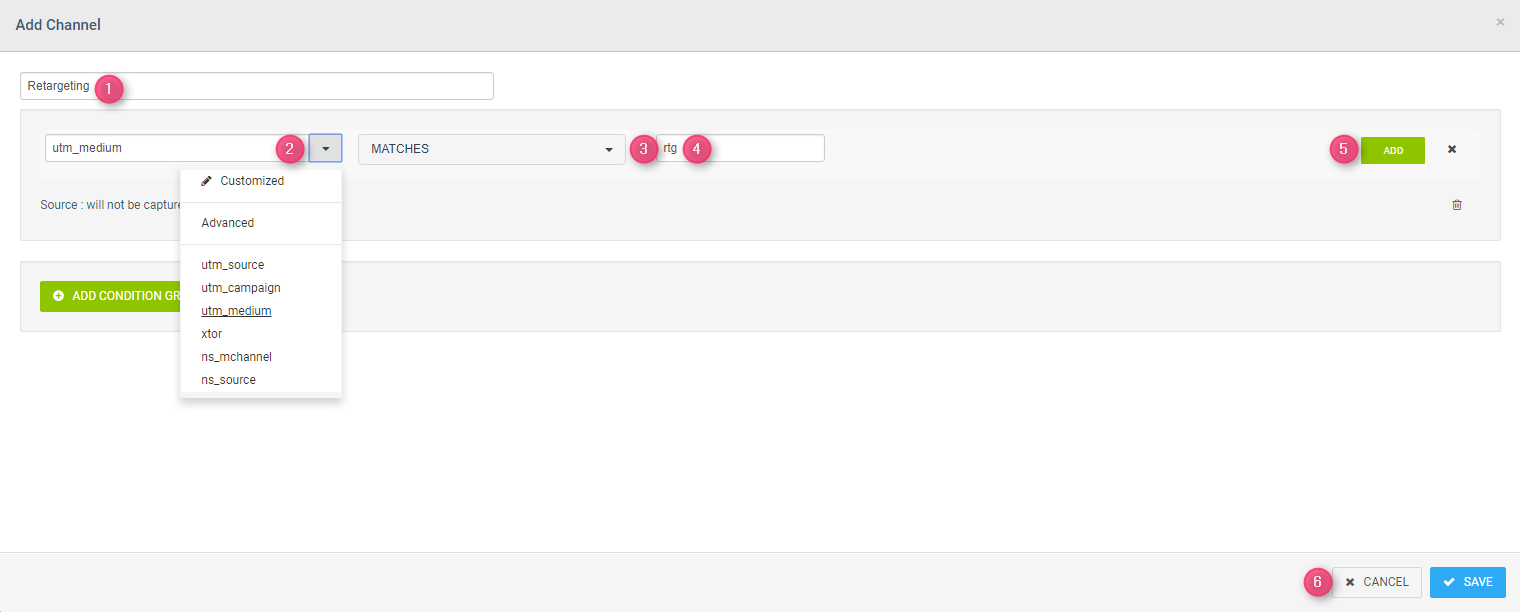 Add Channel
×
Retargeting 1
utm_medium 2 MATCHES 3 rtg 4 5 ADD
Customized
Source : will not be capture
Advanced
utm_source
utm_campaign
ADD CONDITION GR
utm_medium
xtor
ns_mchannel
ns_source
6 CANCEL SAVE